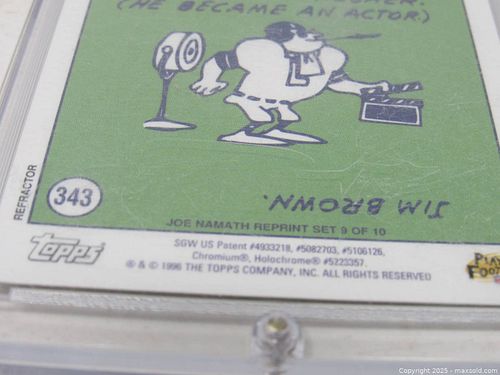 (HE BECAME AN ACTOR.)
JIM BROWN.
REFRACTOR
343
JOE NAMATH REPRINT SET 9 OF 10
topps
SGW US Patent #4933218, #5082703, #5106126,
Chromium®, Holochrome® #5223357.
® & © 1996 THE TOPPS COMPANY, INC. ALL RIGHTS RESERVED
Copyright 2025 - maxsold.com